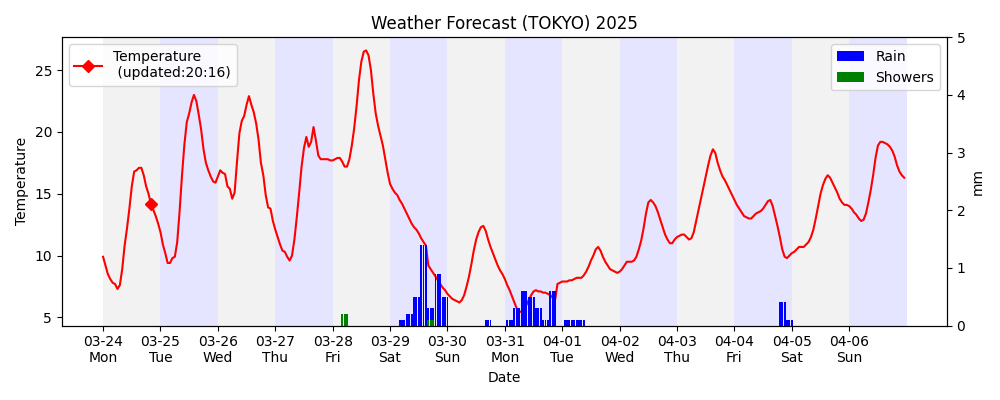 Weather Forecast (TOKYO) 2025
Temperature
(updated:20:16)
Rain
Showers
Temperature
25
20
15
10
5
mm
5
4
3
2
1
0
03-24 03-25 03-26 03-27 03-28 03-29 03-30 03-31 04-01 04-02 04-03 04-04 04-05 04-06
Mon Tue Wed Thu Fri Sat Sun Mon Tue Wed Thu Fri Sat Sun
Date